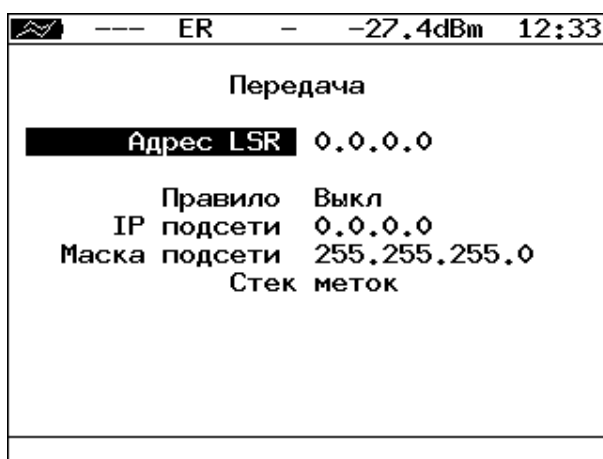 --- ER - -27.4dBm 12:33
Передача
Адрес LSR 0.0.0.0
Правило Выкл
IP подсети 0.0.0.0
Маска подсети 255.255.255.0
Стек меток